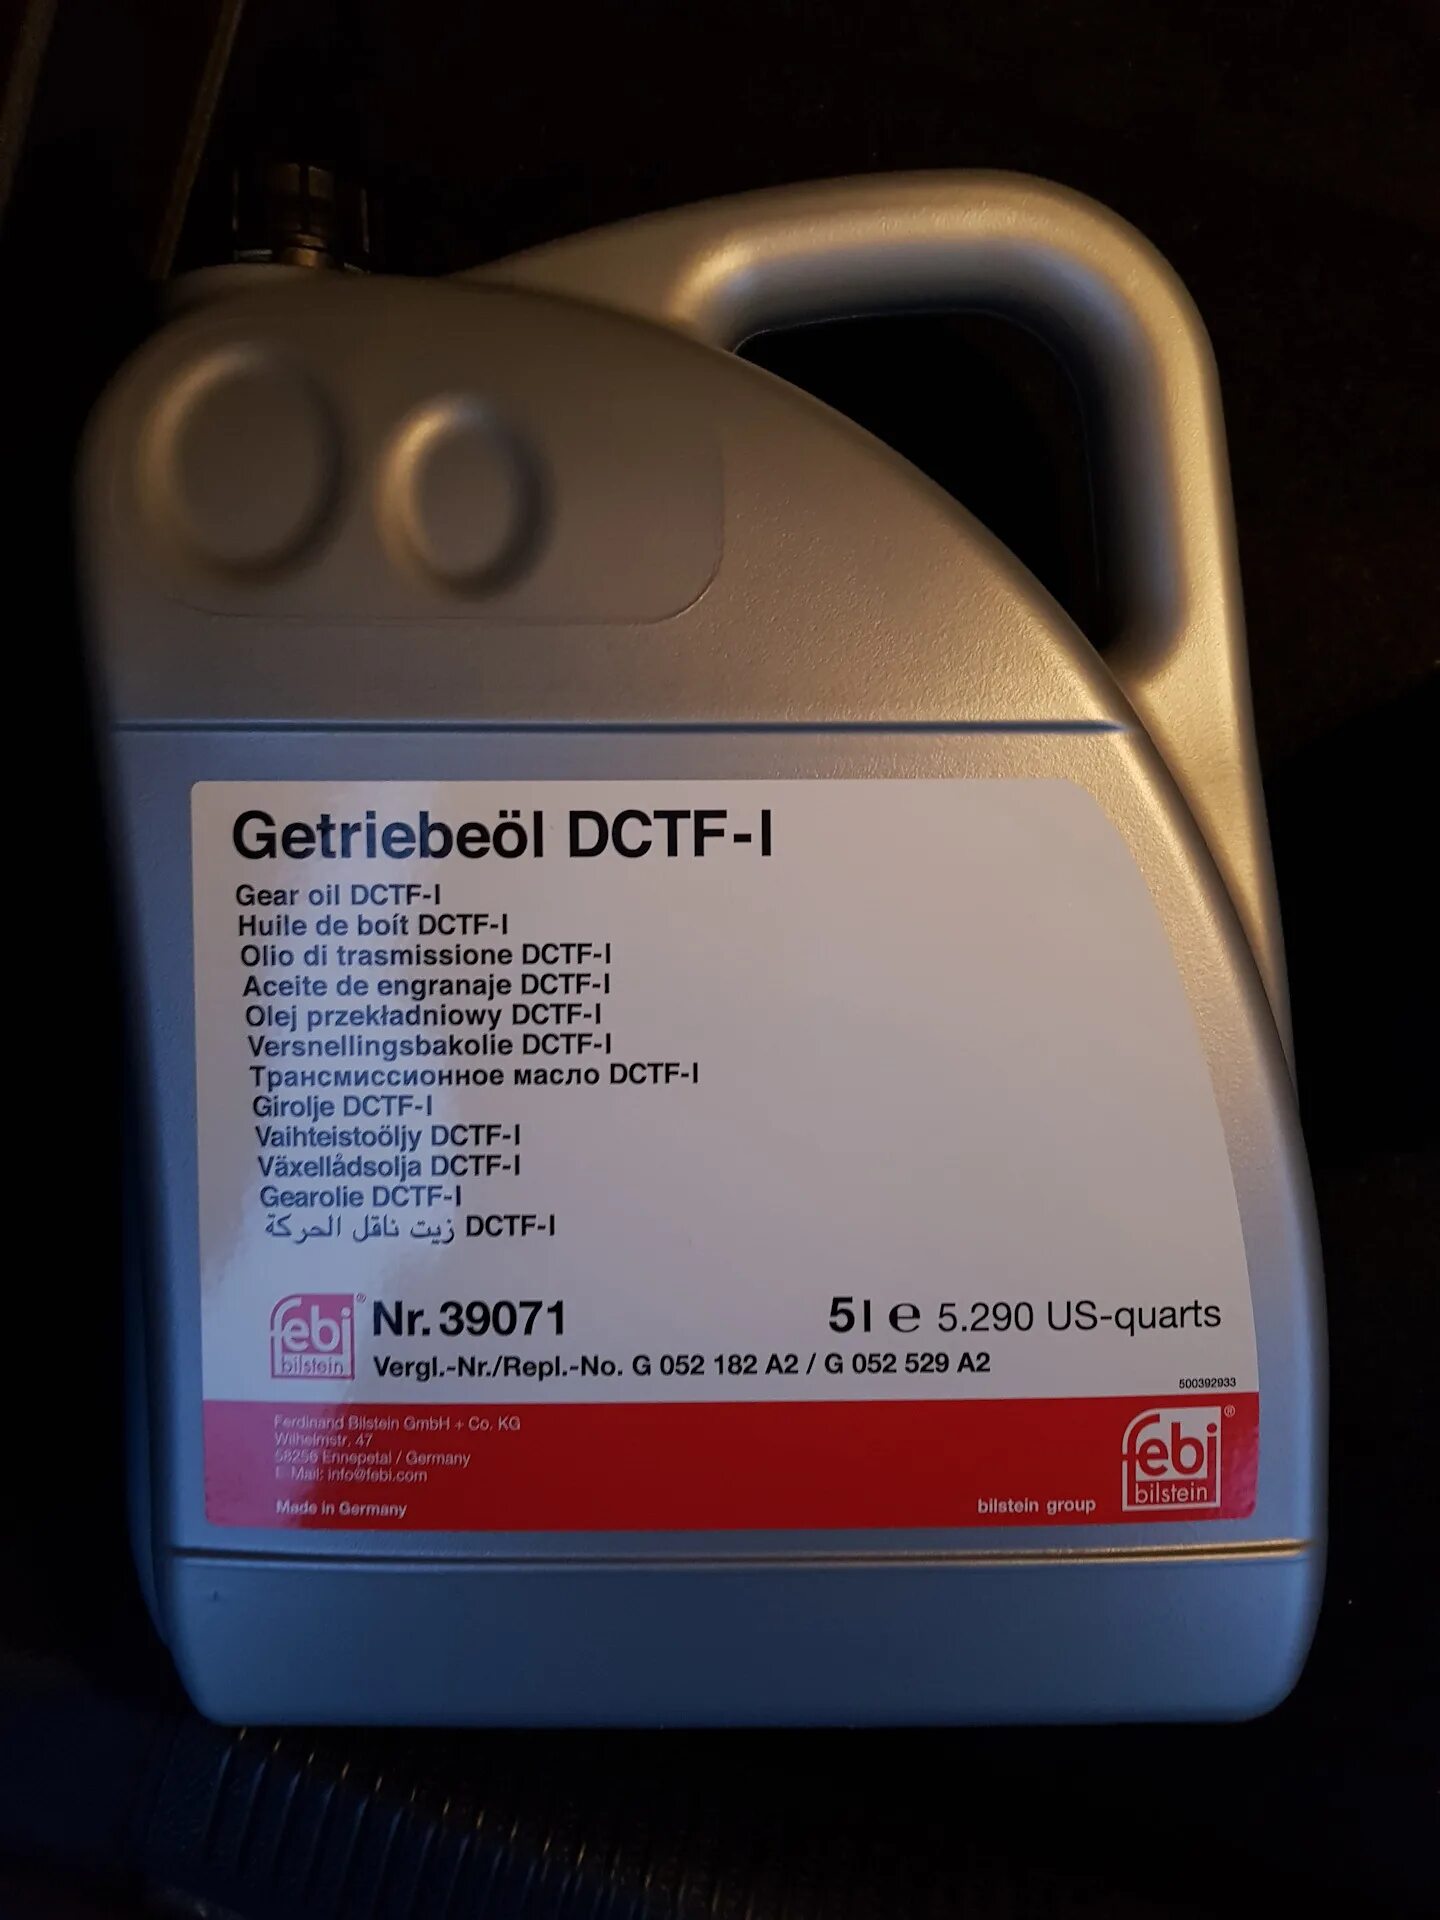 Getriebeöl DCTF-I
Gear oil DCTF-I
Huile de boît DCTF-I
Olio di trasmissione DCTF-I
Aceite de engranaje DCTF-I
Olej przekładniowy DCTF-I
Versnellingsbakolie DCTF-I
Трансмиссионное масло DCTF-I
Girolje DCTF-I
Vaihteistoöljy DCTF-I
Växellådsolja DCTF-I
Gearolie DCTF-I
زيت ناقل الحركة DCTF-I
febi® Nr. 39071 5 l ℮ 5.290 US-quarts
bilstein Vergl.-Nr./Repl.-No. G 052 182 A2 / G 052 529 A2
500392933
Ferdinand Bilstein GmbH + Co. KG
Wilhelmstr. 47
58256 Ennepetal / Germany
E-Mail: info@febi.com
Made in Germany
bilstein group
febi®
bilstein